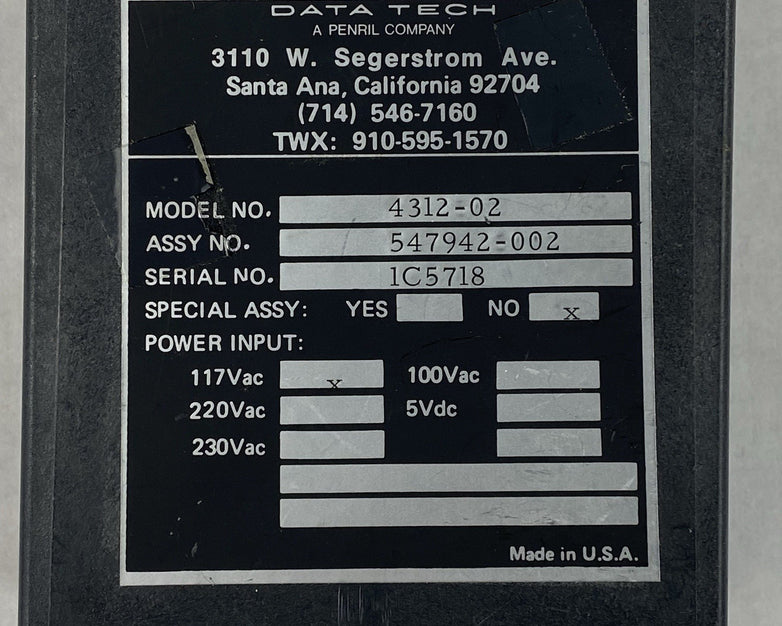 DATA TECH
A PENRIL COMPANY
3110 W. Segerstrom Ave.
Santa Ana, California 92704
(714) 546-7160
TWX: 910-595-1570
MODEL NO. 4312-02
ASSY NO. 547942-002
SERIAL NO. 1C5718
SPECIAL ASSY: YES NO x
POWER INPUT:
117Vac x 100Vac
220Vac 5Vdc
230Vac
Made in U.S.A.